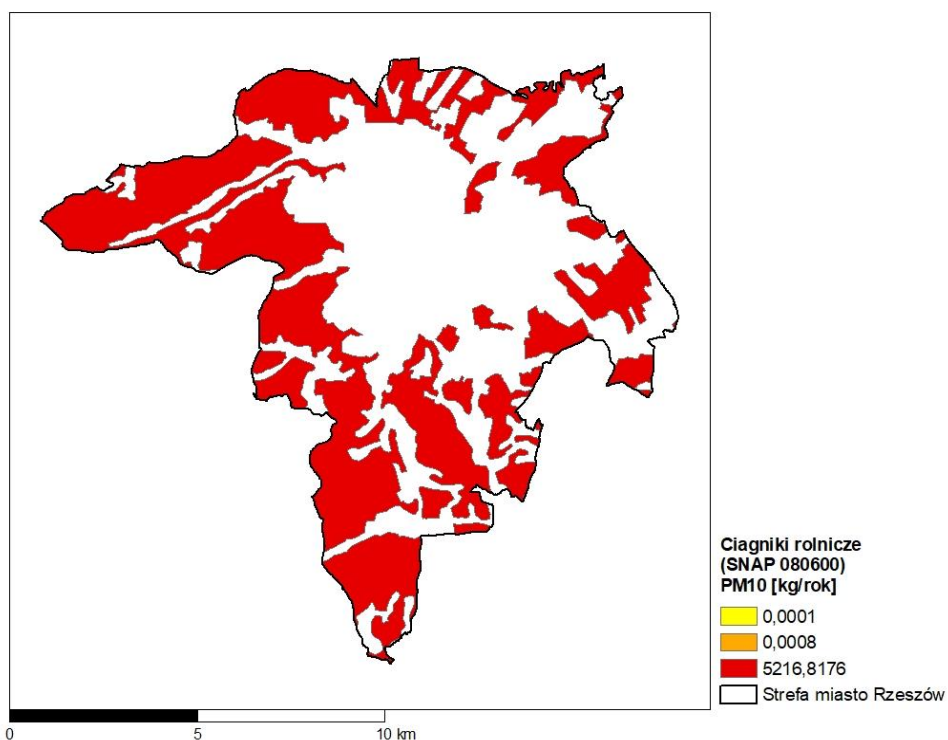 Ciagniki rolnicze
(SNAP 080600)
PM10 [kg/rok]
0,0001
0,0008
5216,8176
Strefa miasto Rzeszów
0 5 10 km